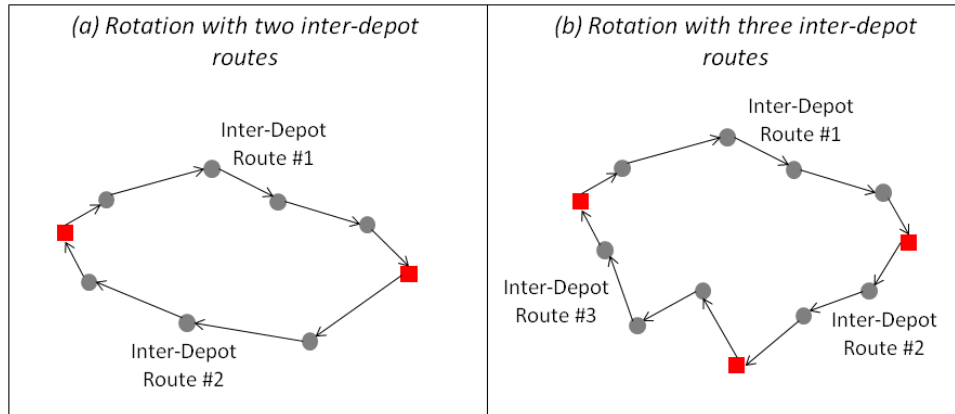 (a) Rotation with two inter-depot
routes
Inter-Depot
Route #1
Inter-Depot
Route #2
(b) Rotation with three inter-depot
routes
Inter-Depot
Route #1
Inter-Depot
Route #3
Inter-Depot
Route #2